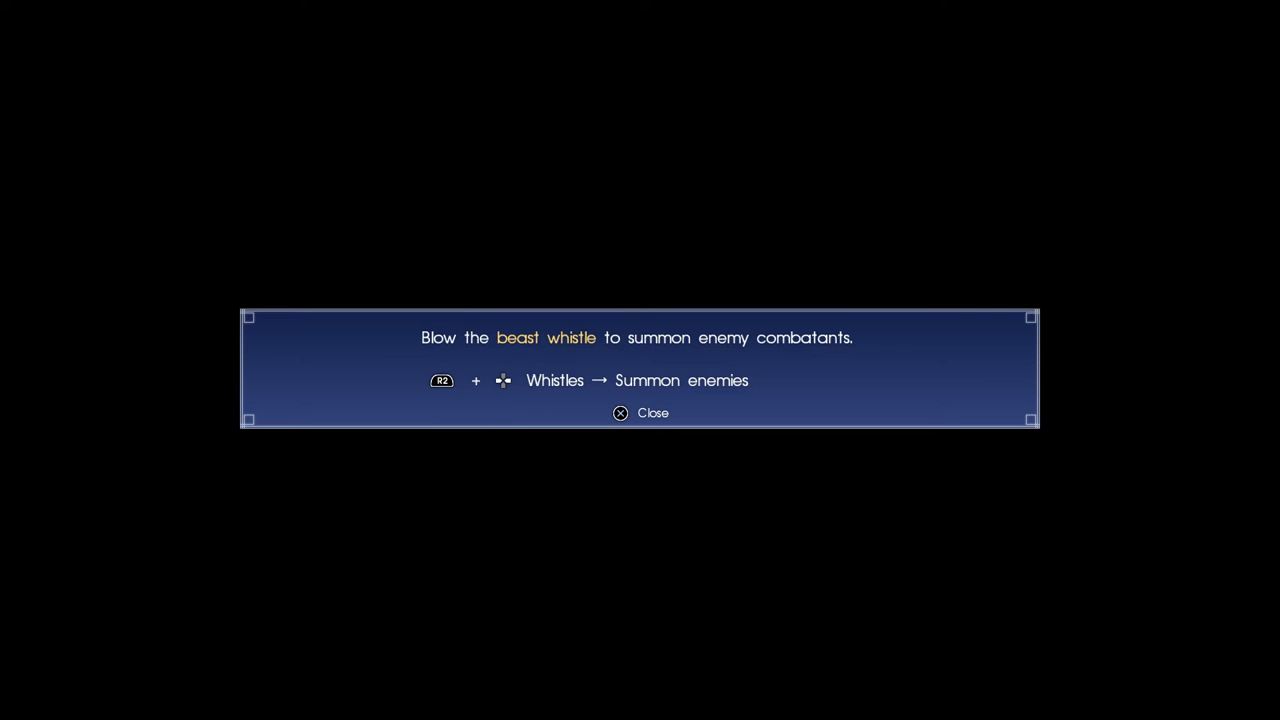 Blow the beast whistle to summon enemy combatants.
R2 + Whistles → Summon enemies
Close